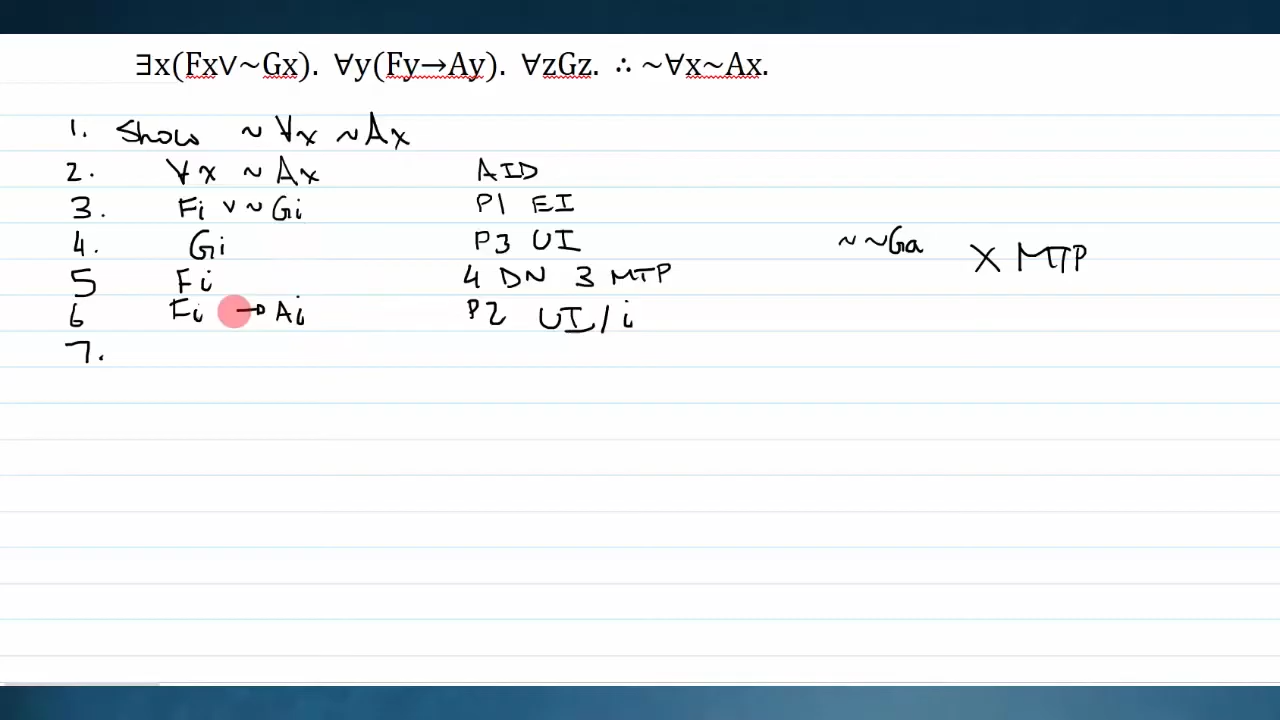 ∃x(Fx∨~Gx). ∀y(Fy→Ay). ∀zGz. ∴ ~∀x~Ax.
1. Show ~∀x ~Ax
2. ∀x ~Ax AID
3. Fi ∨ ~Gi P1 EI
4. Gi P3 UI ~~Ga X MTP
5 Fi 4 DN 3 MTP
6 Fi → Ai P2 UI/i
7.